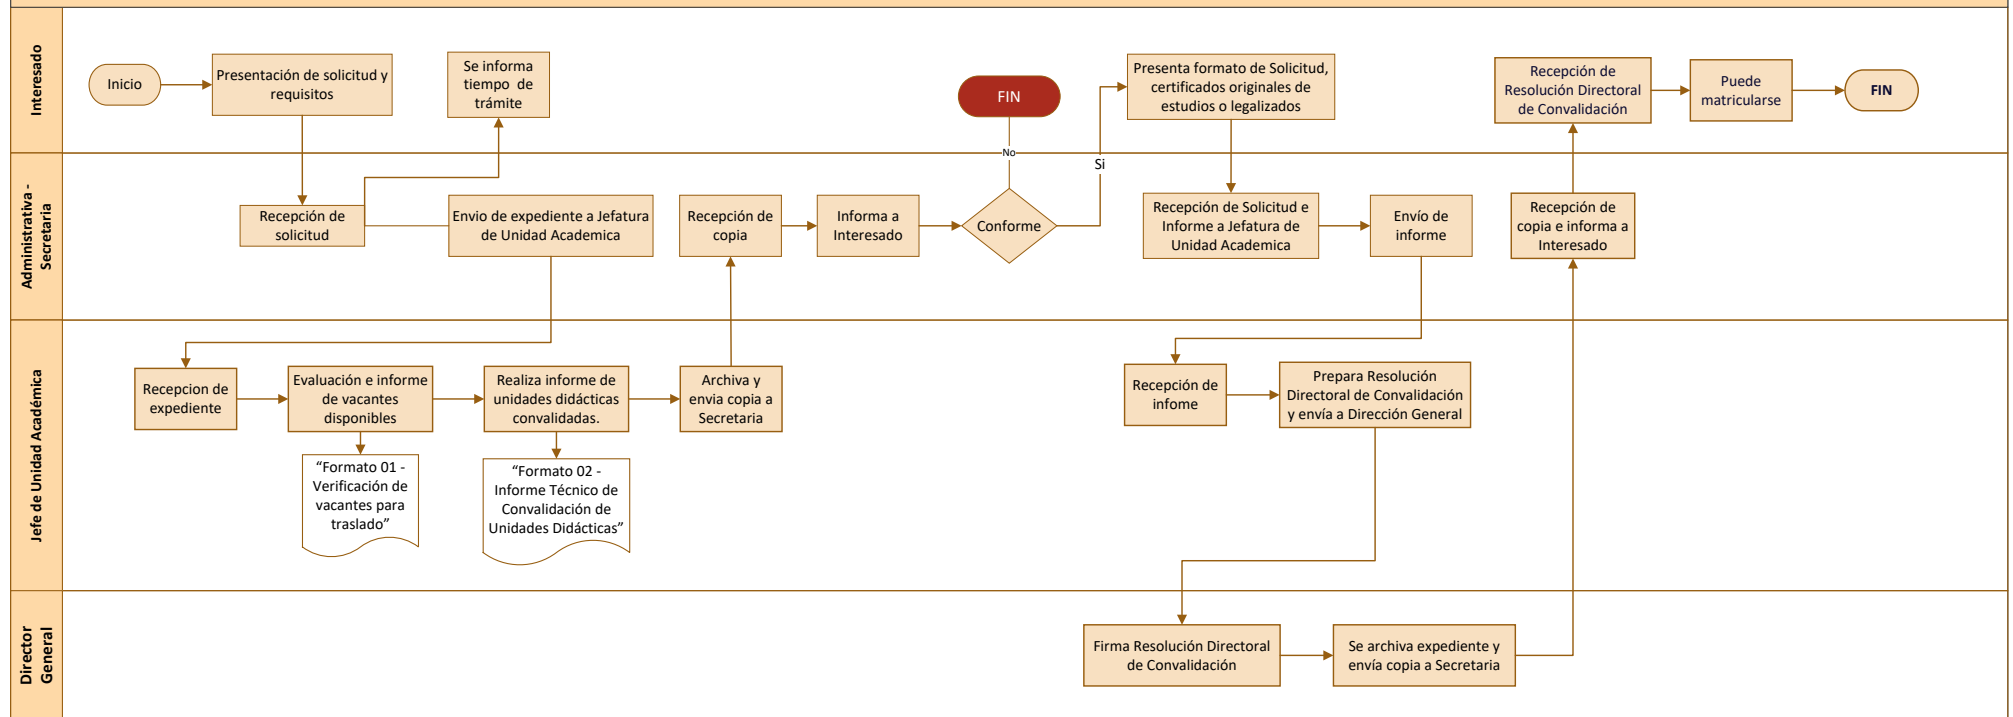 Interesado
Inicio
Presentación de solicitud y
requisitos
Se informa
tiempo de
trámite
FIN
No
Si
Presenta formato de Solicitud,
certificados originales de
estudios o legalizados
Recepción de
Resolución Directoral
de Convalidación
Puede
matricularse
FIN
Administrativa -
Secretaria
Recepción de
solicitud
Envio de expediente a Jefatura
de Unidad Academica
Recepción de
copia
Informa a
Interesado
Conforme
Recepción de Solicitud e
Informe a Jefatura de
Unidad Academica
Envío de
informe
Recepción de
copia e informa a
Interesado
Jefe de Unidad Académica
Recepcion de
expediente
Evaluación e informe
de vacantes
disponibles
Realiza informe de
unidades didácticas
convalidadas.
Archiva y
envia copia a
Secretaria
Recepción de
infome
Prepara Resolución
Directoral de Convalidación
y envía a Dirección General
“Formato 01 -
Verificación de
vacantes para
traslado”
“Formato 02 -
Informe Técnico de
Convalidación de
Unidades Didácticas”
Director
General
Firma Resolución Directoral
de Convalidación
Se archiva expediente y
envía copia a Secretaria